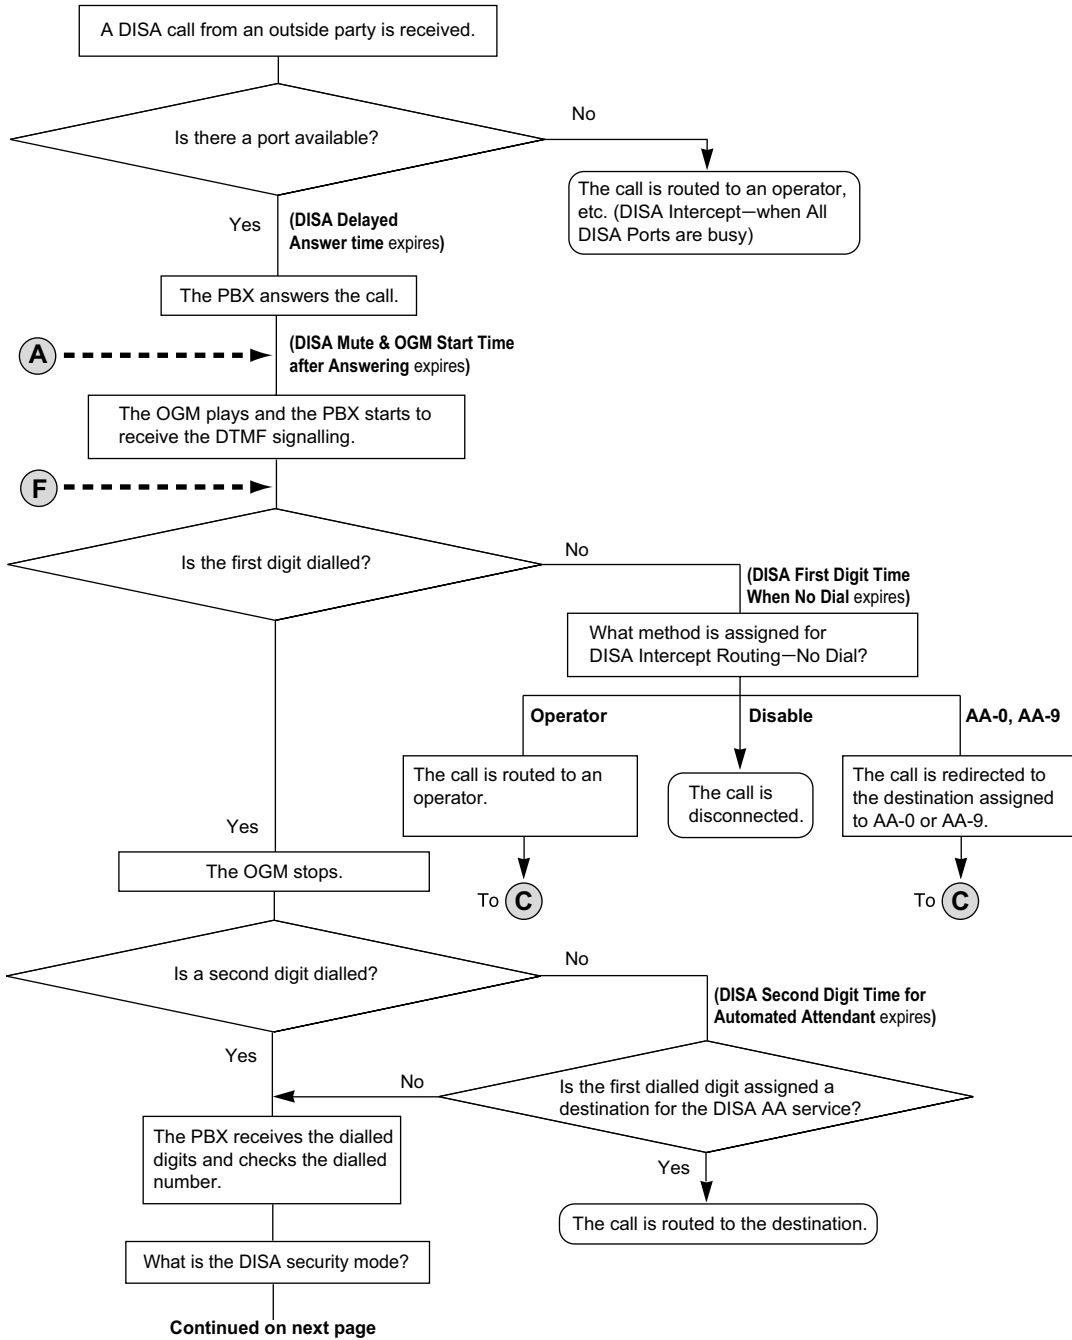 A DISA call from an outside party is received.
Is there a port available?
No
The call is routed to an operator,
etc. (DISA Intercept—when All
DISA Ports are busy)
Yes
(DISA Delayed
Answer time expires)
The PBX answers the call.
A
(DISA Mute & OGM Start Time
after Answering expires)
The OGM plays and the PBX starts to
receive the DTMF signalling.
F
Is the first digit dialled?
No
(DISA First Digit Time
When No Dial expires)
What method is assigned for
DISA Intercept Routing—No Dial?
Operator
Disable
AA-0, AA-9
The call is routed to an
operator.
The call is
disconnected.
The call is redirected to
the destination assigned
to AA-0 or AA-9.
To C
To C
Yes
The OGM stops.
Is a second digit dialled?
No
(DISA Second Digit Time for
Automated Attendant expires)
Yes
No
Is the first dialled digit assigned a
destination for the DISA AA service?
The PBX receives the dialled
digits and checks the dialled
number.
Yes
The call is routed to the destination.
What is the DISA security mode?
Continued on next page